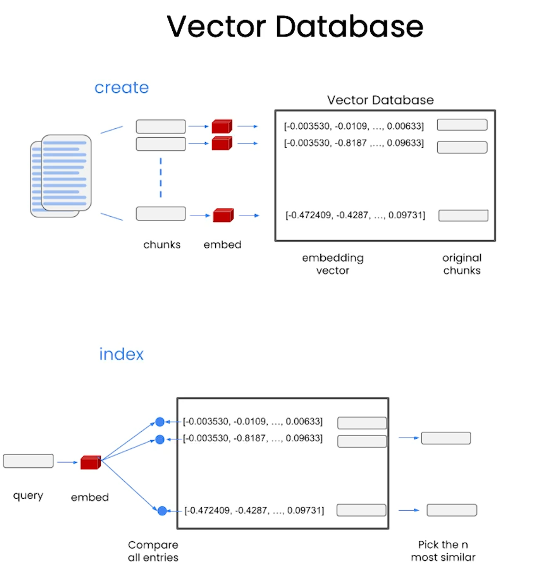 Vector Database
create
Vector Database
[-0.003530, -0.0109, ..., 0.00633]
[-0.003530, -0.8187 ...., 0.09633]
[-0.472409, -0.4287, ..., 0.09731]
chunks
embed
embedding
vector
original
chunks
index
[-0.003530, -0.0109, ..., 0.00633]
[-0.003530, -0.8187, ..., 0.09633]
[-0.472409, -0.4287, ..., 0.09731]
query
embed
Compare
all entries
Pick the n
most similar